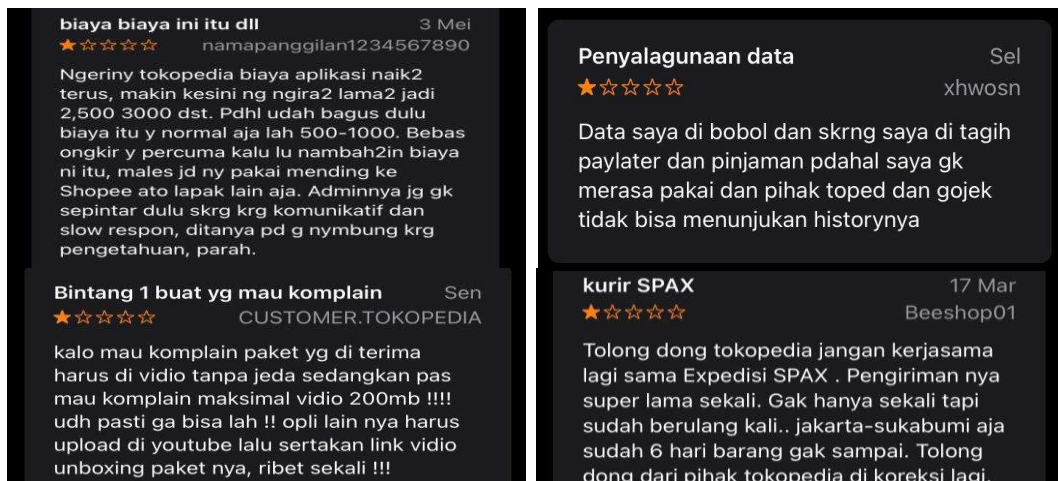 biaya biaya ini itu dll 3 Mei
namapanggilan1234567890
Ngeriny tokopedia biaya aplikasi naik2
terus, makin kesini ng ngira2 lama2 jadi
2,500 3000 dst. Pdhl udah bagus dulu
biaya itu y normal aja lah 500-1000. Bebas
ongkir y percuma kalu lu nambah2in biaya
ni itu, males jd ny pakai mending ke
Shopee ato lapak lain aja. Adminnya jg gk
sepintar dulu skrg krg komunikatif dan
slow respon, ditanya pd g nymbung krg
pengetahuan, parah.
Penyalagunaan data Sel
xhwosn
Data saya di bobol dan skrng saya di tagih
paylater dan pinjaman pdahal saya gk
merasa pakai dan pihak toped dan gojek
tidak bisa menunjukan historynya
Bintang 1 buat yg mau komplain Sen
CUSTOMER.TOKOPEDIA
kalo mau komplain paket yg di terima
harus di vidio tanpa jeda sedangkan pas
mau komplain maksimal vidio 200mb !!!!
udh pasti ga bisa lah !! opli lain nya harus
upload di youtube lalu sertakan link vidio
unboxing paket nya, ribet sekali !!!
kurir SPAX 17 Mar
Beeshop01
Tolong dong tokopedia jangan kerjasama
lagi sama Expedisi SPAX . Pengiriman nya
super lama sekali. Gak hanya sekali tapi
sudah berulang kali.. jakarta-sukabumi aja
sudah 6 hari barang gak sampai. Tolong
dong dari pihak tokopedia di koreksi lagi.